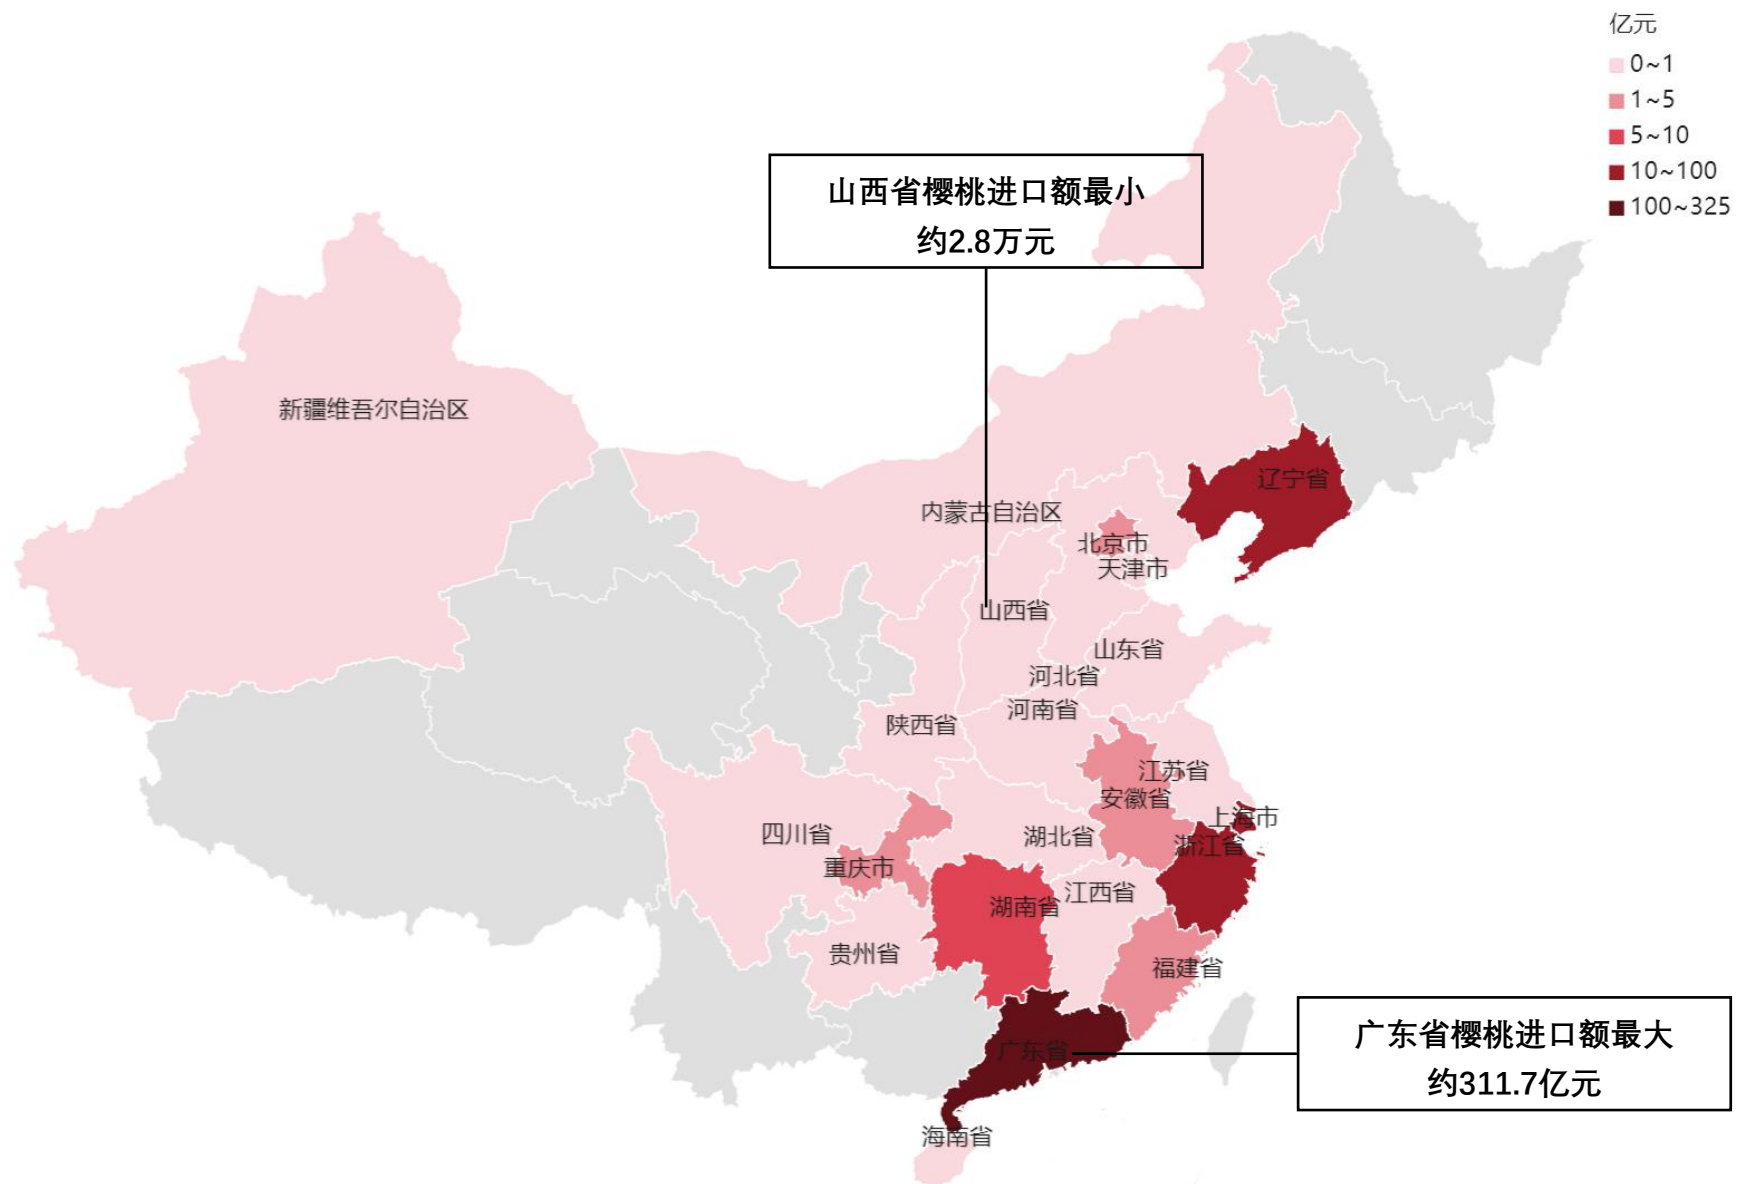 亿元
0~1
1~5
5~10
10~100
100~325
山西省樱桃进口额最小
约2.8万元
新疆维吾尔自治区
辽宁省
内蒙古自治区
北京市
天津市
山西省
山东省
河北省
河南省
陕西省
江苏省
安徽省
上海市
四川省
湖北省
浙江省
重庆市
江西省
湖南省
贵州省
福建省
广东省樱桃进口额最大
约311.7亿元
广东省
海南省